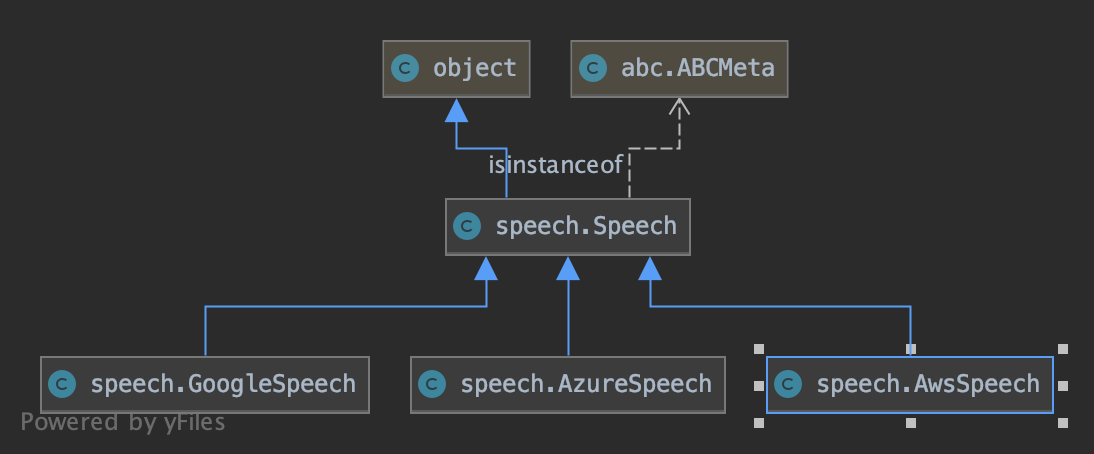 object
abc.ABCMeta
isinstanceof
speech.Speech
speech.GoogleSpeech
speech.AzureSpeech
speech.AwsSpeech
Powered by yFiles